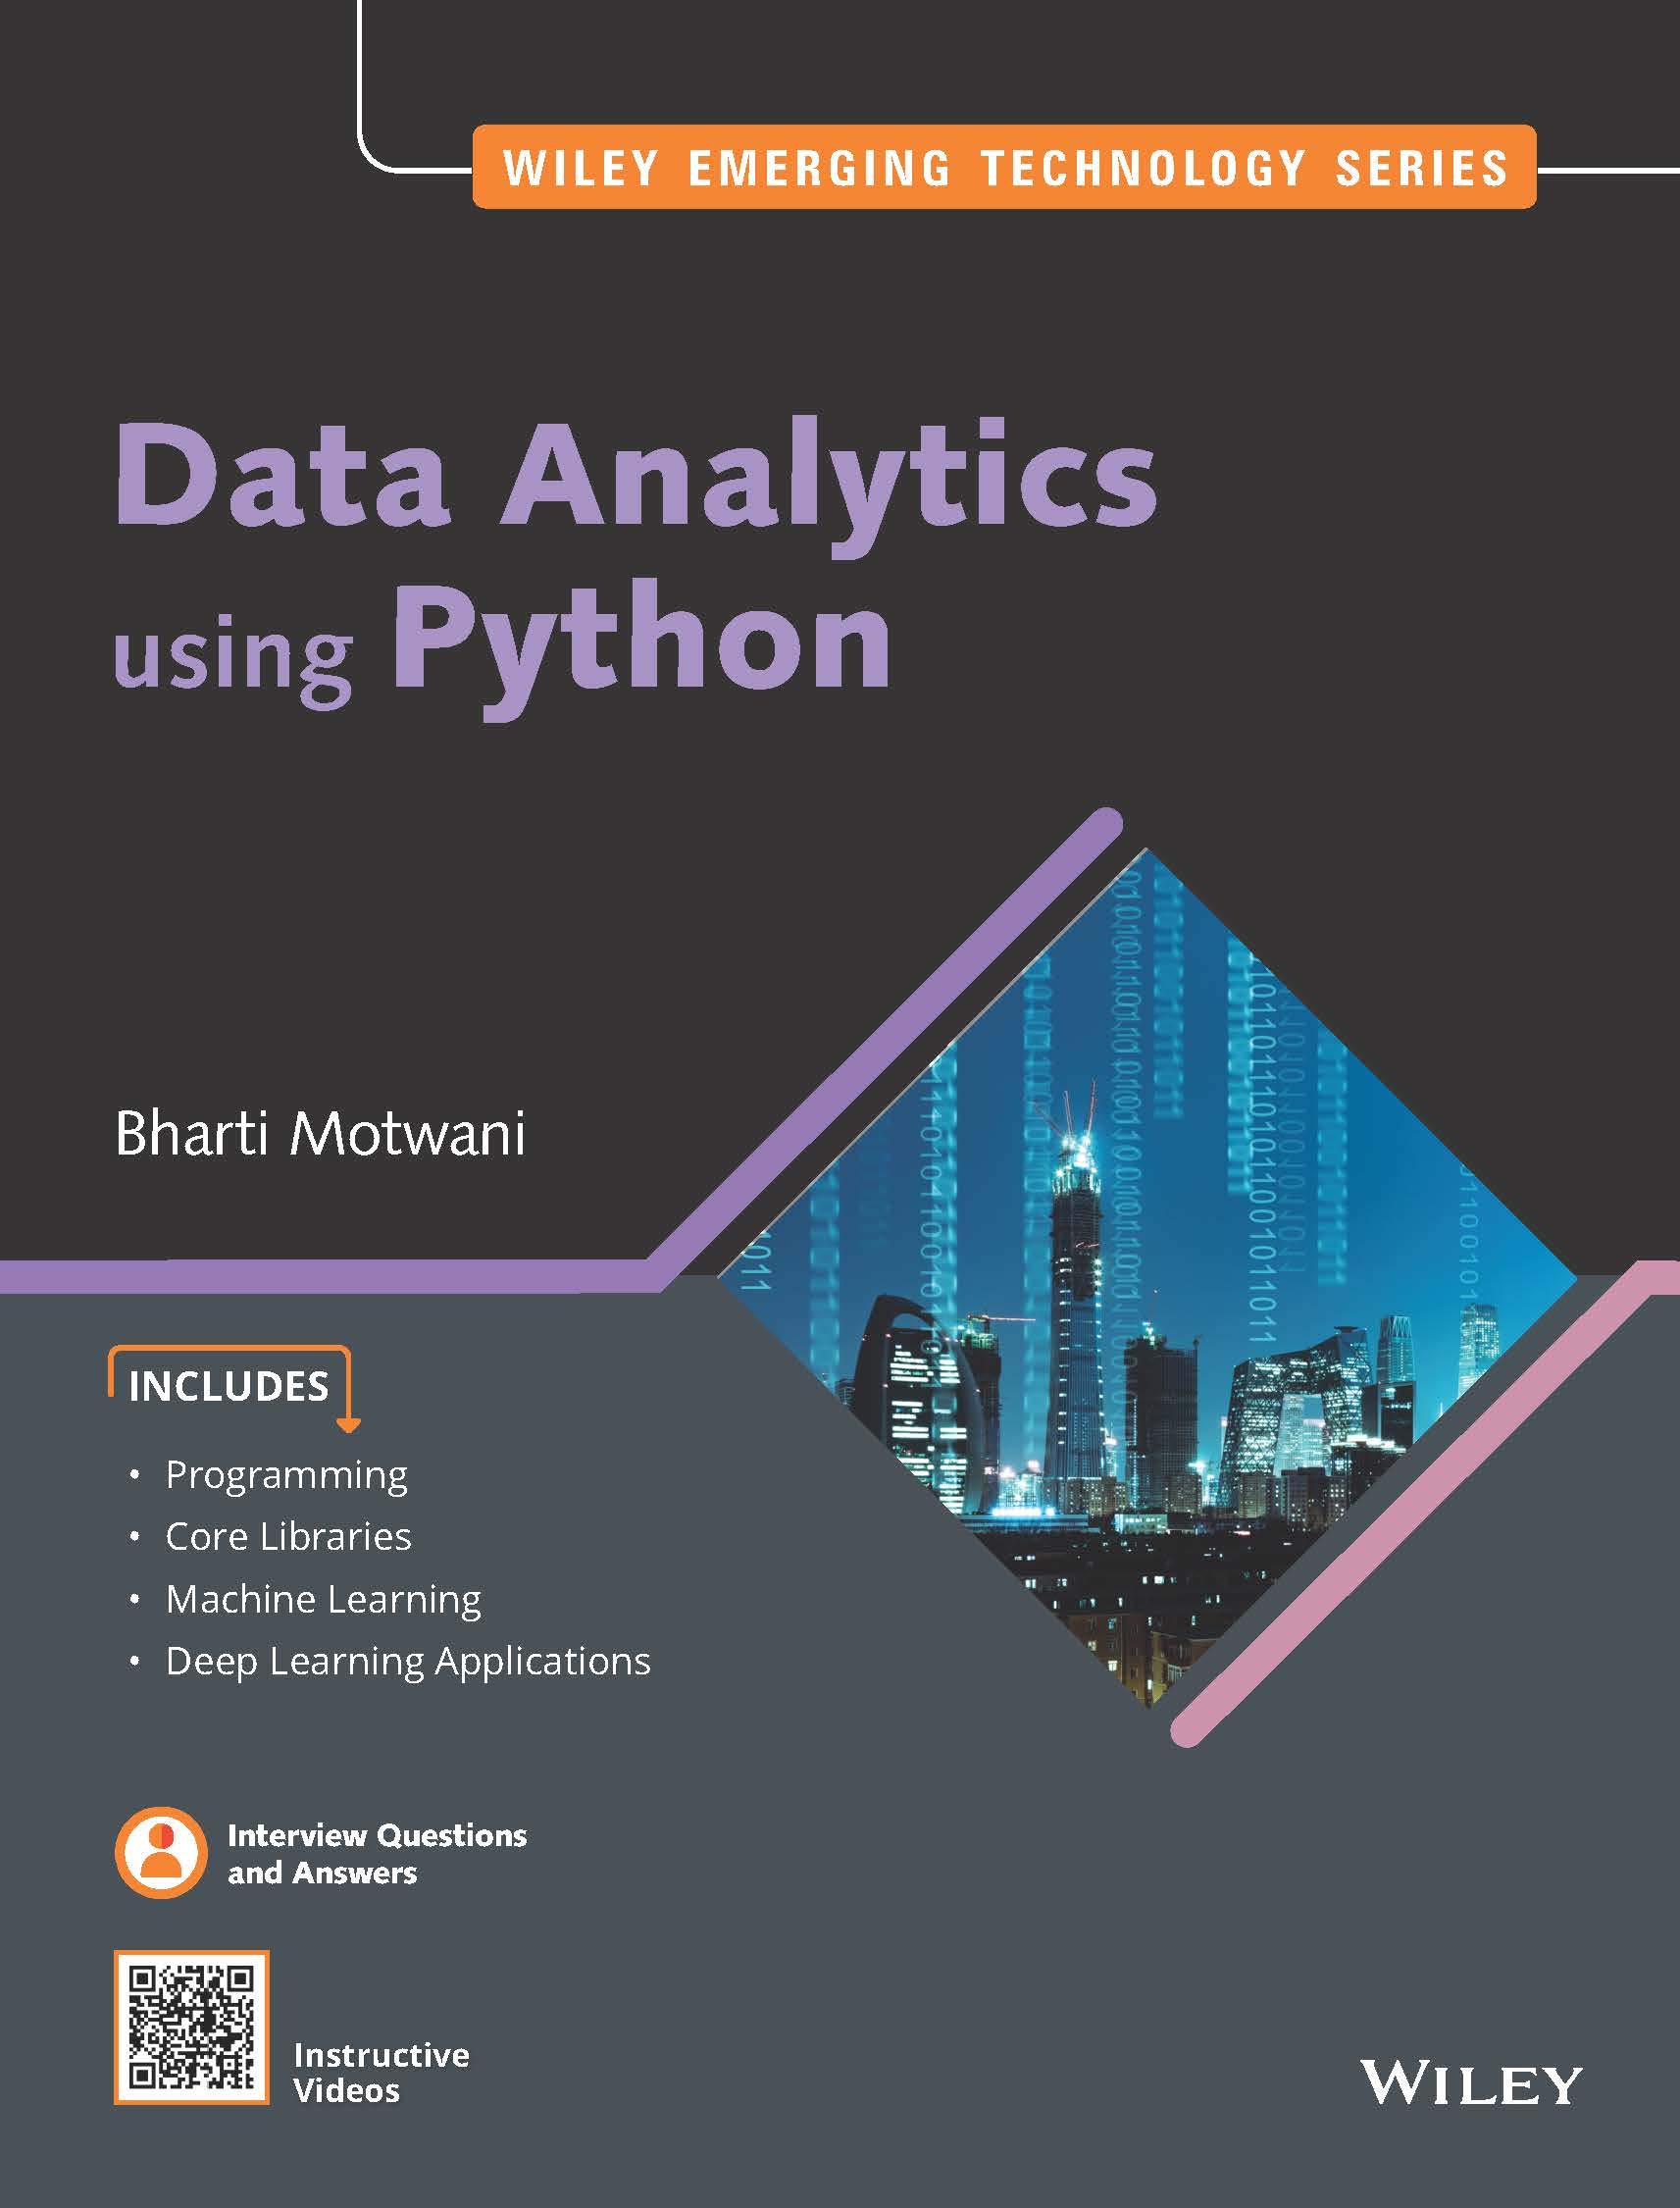 WILEY EMERGING TECHNOLOGY SERIES
Data Analytics
using Python
Bharti Motwani
INCLUDES
• Programming
• Core Libraries
• Machine Learning
• Deep Learning Applications
Interview Questions
and Answers
Instructive
Videos
WILEY